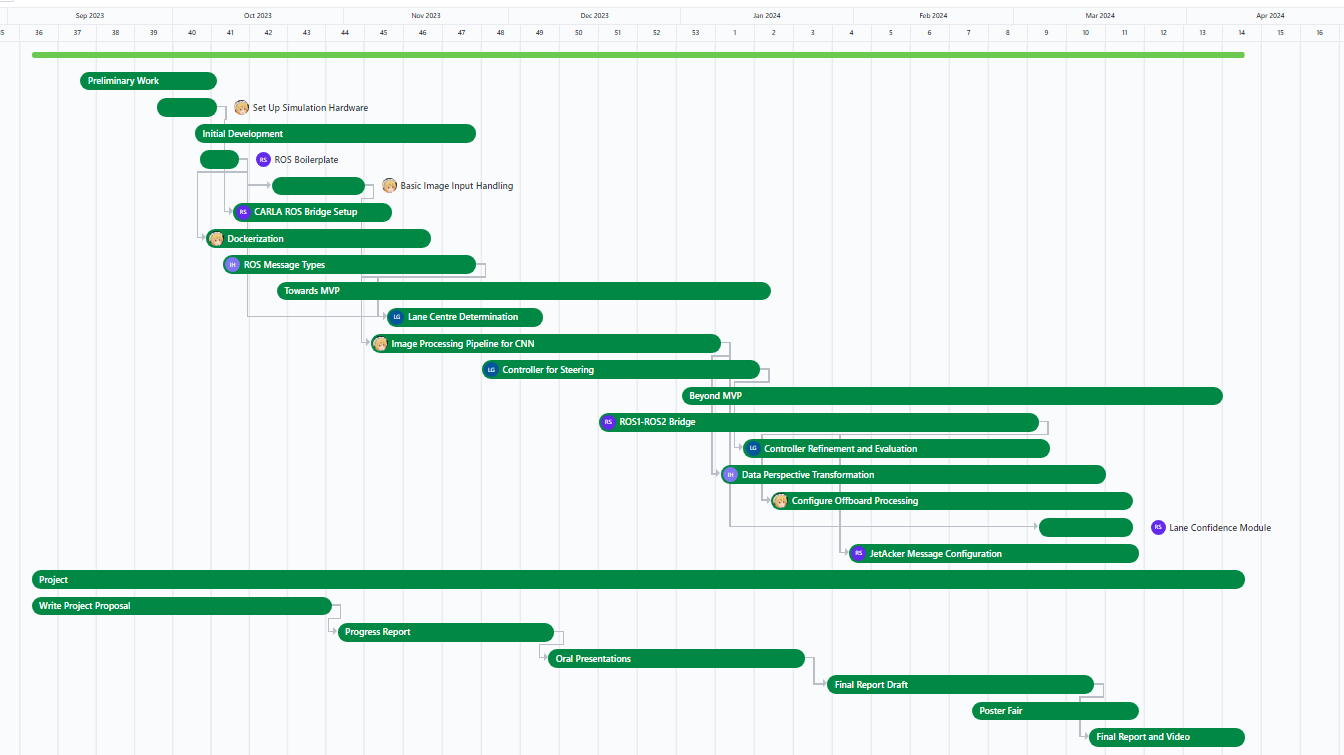 Sep 2023 Oct 2023 Nov 2023 Dec 2023 Jan 2024 Feb 2024 Mar 2024 Apr 2024
35 36 37 38 39 40 41 42 43 44 45 46 47 48 49 50 51 52 53 1 2 3 4 5 6 7 8 9 10 11 12 13 14 15 16
Preliminary Work
Set Up Simulation Hardware
Initial Development
RS ROS Boilerplate
Basic Image Input Handling
RS CARLA ROS Bridge Setup
Dockerization
IH ROS Message Types
Towards MVP
LG Lane Centre Determination
Image Processing Pipeline for CNN
LG Controller for Steering
Beyond MVP
RS ROS1-ROS2 Bridge
LG Controller Refinement and Evaluation
IH Data Perspective Transformation
Configure Offboard Processing
RS Lane Confidence Module
RS JetAcker Message Configuration
Project
Write Project Proposal
Progress Report
Oral Presentations
Final Report Draft
Poster Fair
Final Report and Video